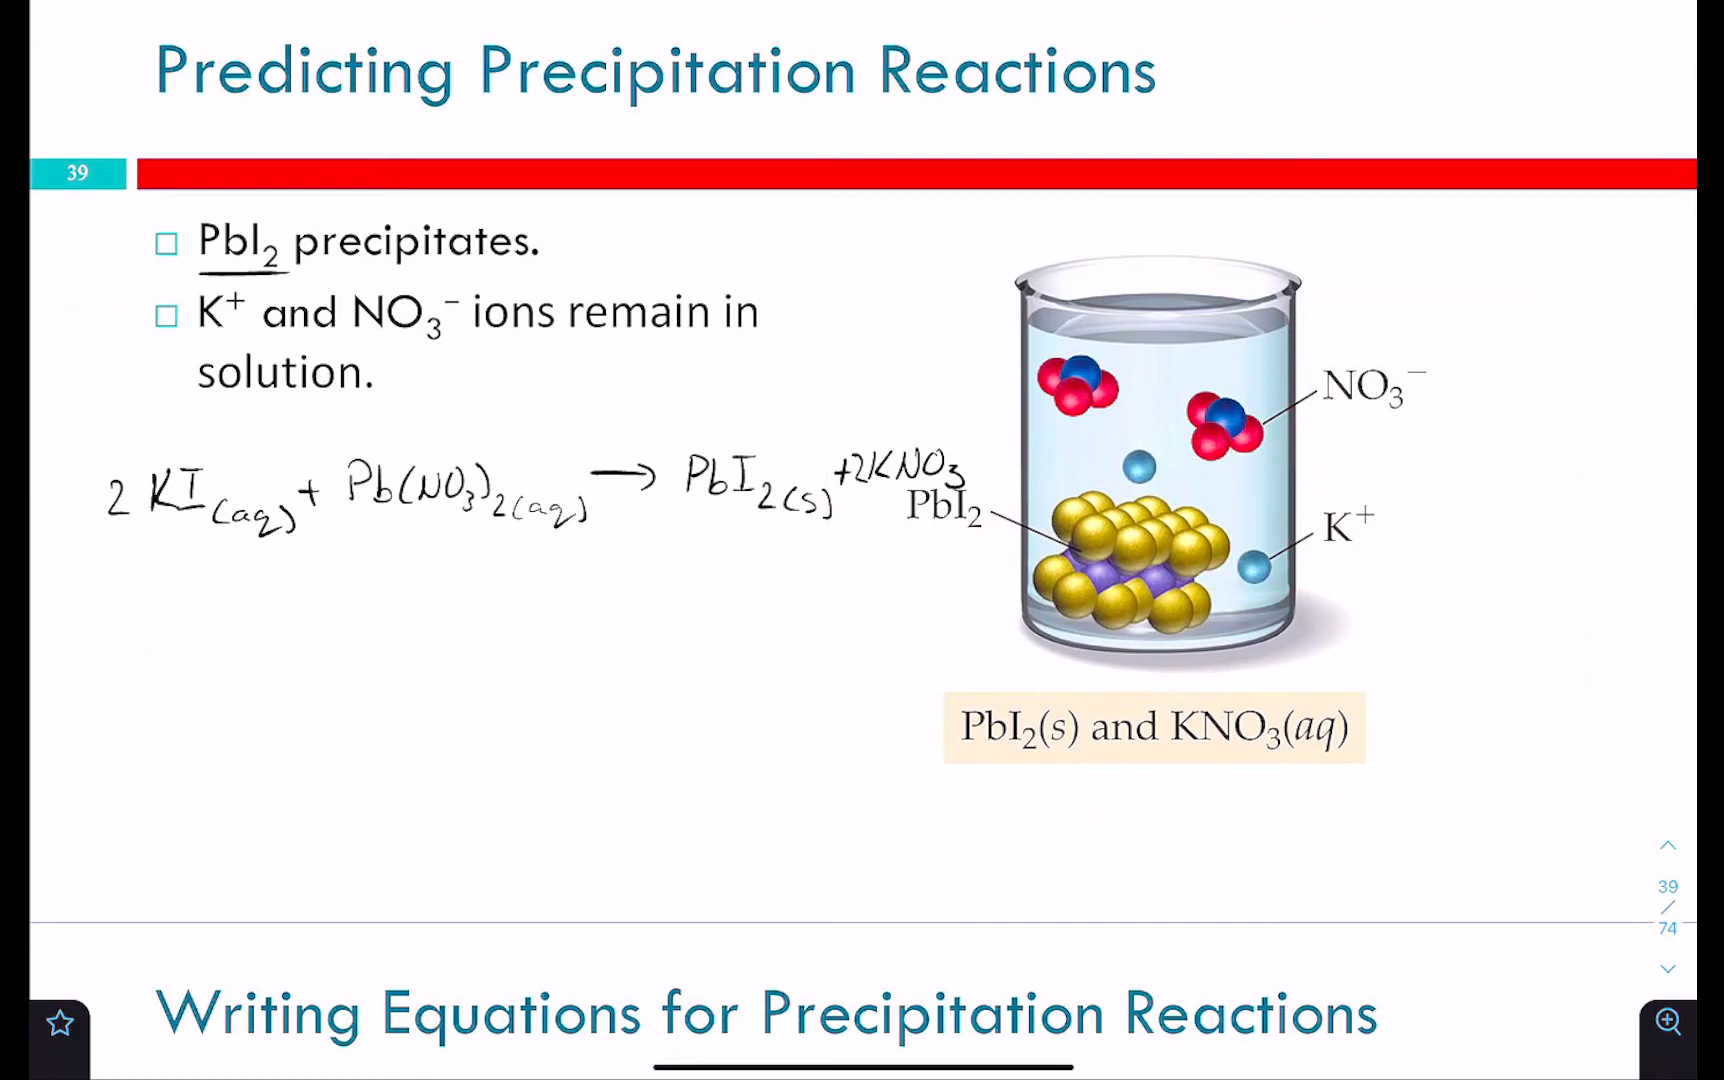 Predicting Precipitation Reactions
39
□ PbI₂ precipitates.
□ K⁺ and NO₃⁻ ions remain in
solution.
2 KI(aq) + Pb(NO₃)₂(aq) → PbI₂(s) + 2KNO₃
NO₃⁻
PbI₂
K⁺
PbI₂(s) and KNO₃(aq)
39
/
74
Writing Equations for Precipitation Reactions